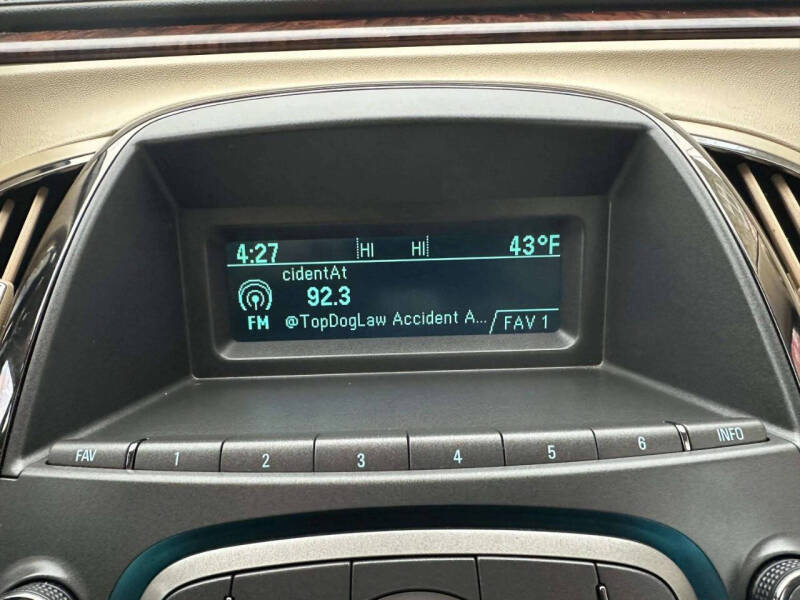 4:27 HI HI 43°F
cidentAt
92.3
FM @TopDogLaw Accident A... FAV 1
FAV 1 2 3 4 5 6 INFO